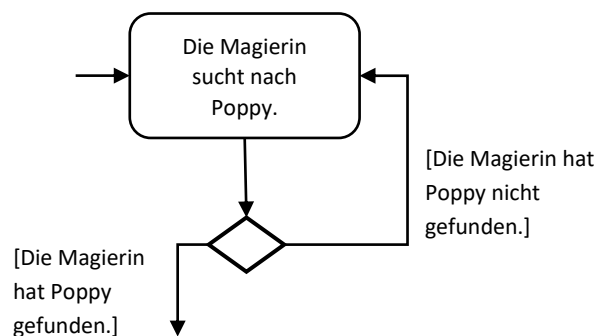 Die Magierin
sucht nach
Poppy.
[Die Magierin hat
Poppy nicht
gefunden.]
[Die Magierin
hat Poppy
gefunden.]